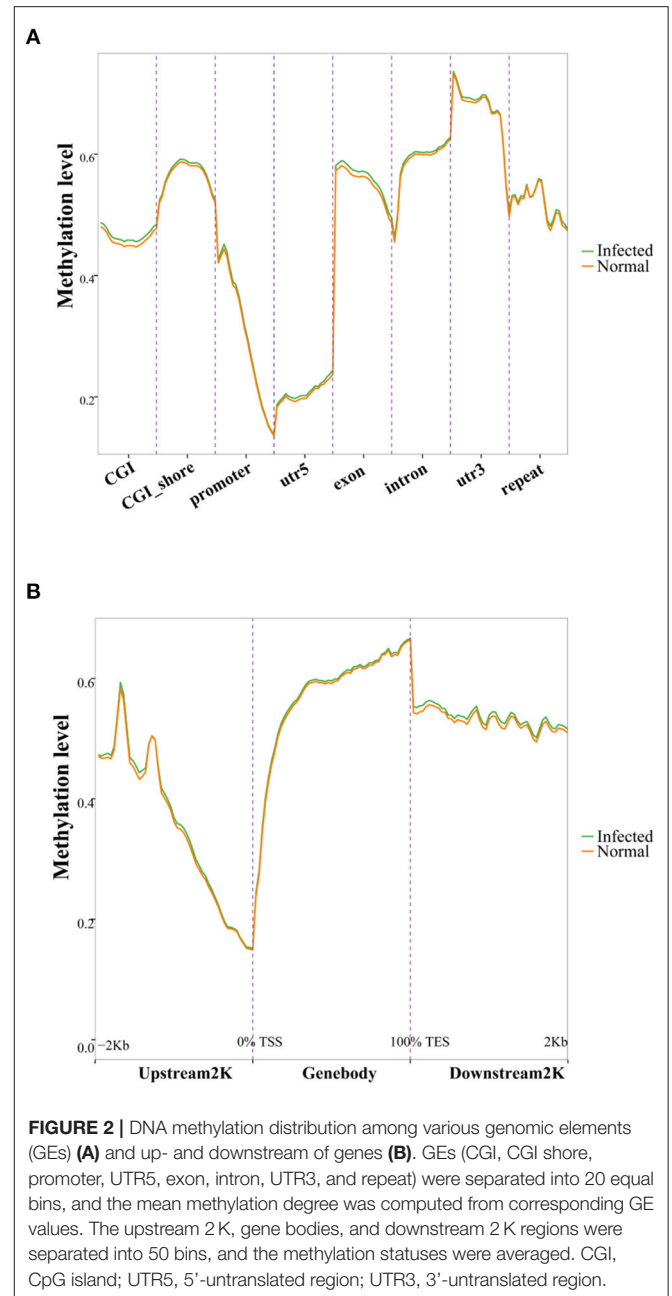 A
Methylation level
0.6
0.4
0.2
Infected
Normal
CGI
CGI_shore
promoter
utr5
exon
intron
utr3
repeat
B
Methylation level
0.6
0.4
0.2
0.0
Infected
Normal
−2Kb
0% TSS
100% TES
2Kb
Upstream2K
Genebody
Downstream2K
FIGURE 2 | DNA methylation distribution among various genomic elements
(GEs) (A) and up- and downstream of genes (B). GEs (CGI, CGI shore,
promoter, UTR5, exon, intron, UTR3, and repeat) were separated into 20 equal
bins, and the mean methylation degree was computed from corresponding GE
values. The upstream 2 K, gene bodies, and downstream 2 K regions were
separated into 50 bins, and the methylation statuses were averaged. CGI,
CpG island; UTR5, 5’-untranslated region; UTR3, 3’-untranslated region.